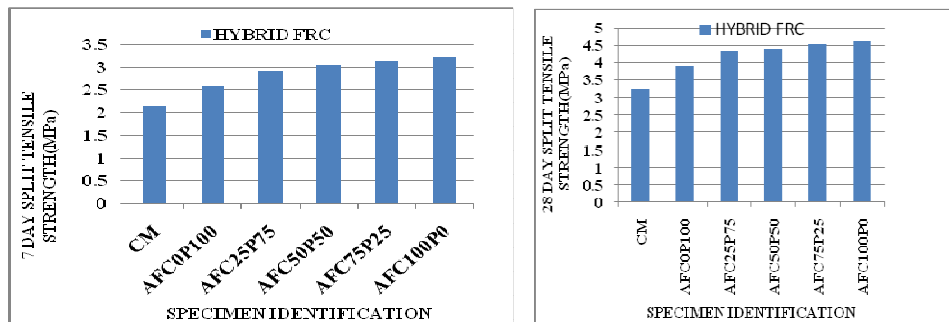 HYBRID FRC
7 DAY SPLIT TENSILE
STRENGTH(MPa)
3.5
3
2.5
2
1.5
1
0.5
0
CM
AFC0P100
AFC25P75
AFC50P50
AFC75P25
AFC100P0
SPECIMEN IDENTIFICATION
HYBRID FRC
28 DAY SPLIT TENSILE
STRENGTH(MPa)
5
4.5
4
3.5
3
2.5
2
1.5
1
0.5
0
CM
AFC0P100
AFC25P75
AFC50P50
AFC75P25
AFC100P0
SPECIMEN IDENTIFICATION